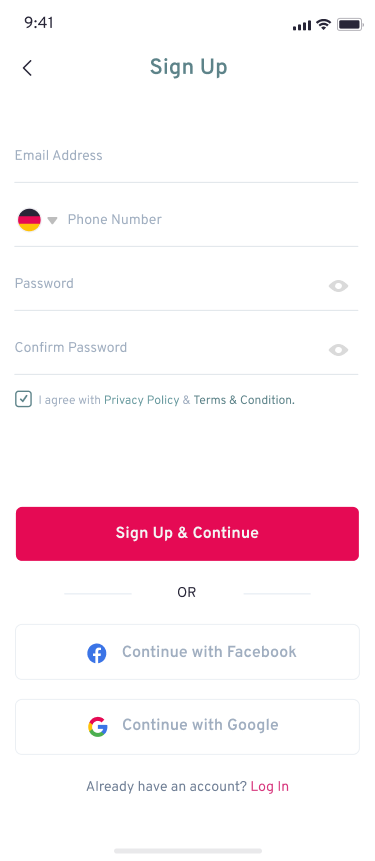 9:41
Sign Up
Email Address
Phone Number
Password
Confirm Password
I agree with Privacy Policy & Terms & Condition.
Sign Up & Continue
OR
Continue with Facebook
Continue with Google
Already have an account? Log In